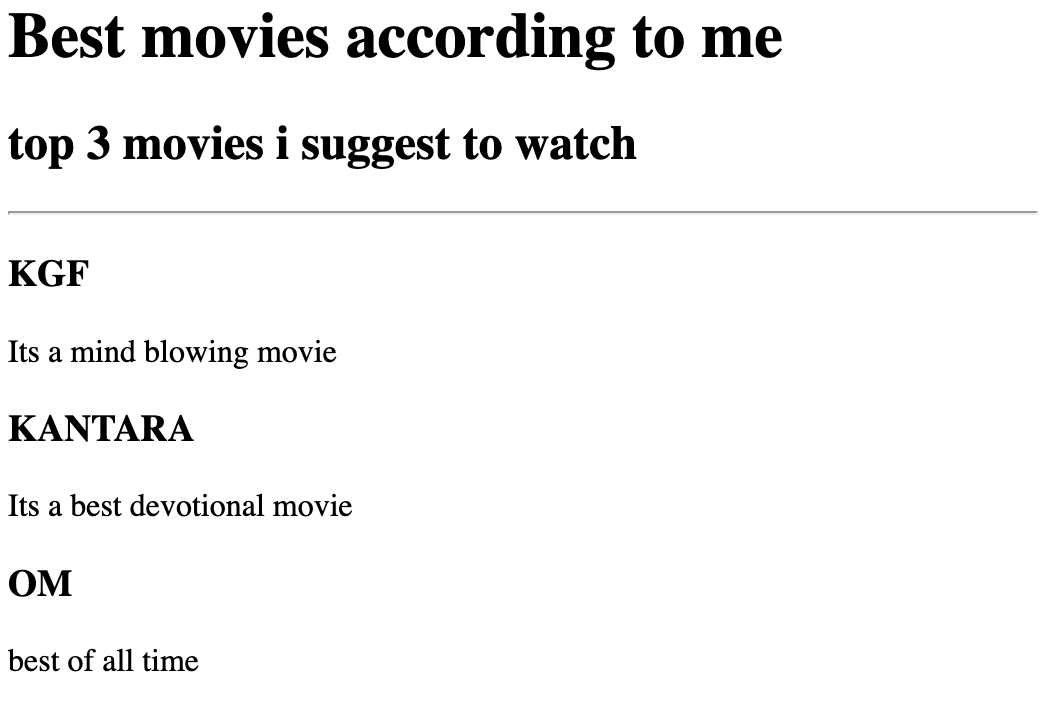 Best movies according to me
top 3 movies i suggest to watch
KGF
Its a mind blowing movie
KANTARA
Its a best devotional movie
OM
best of all time